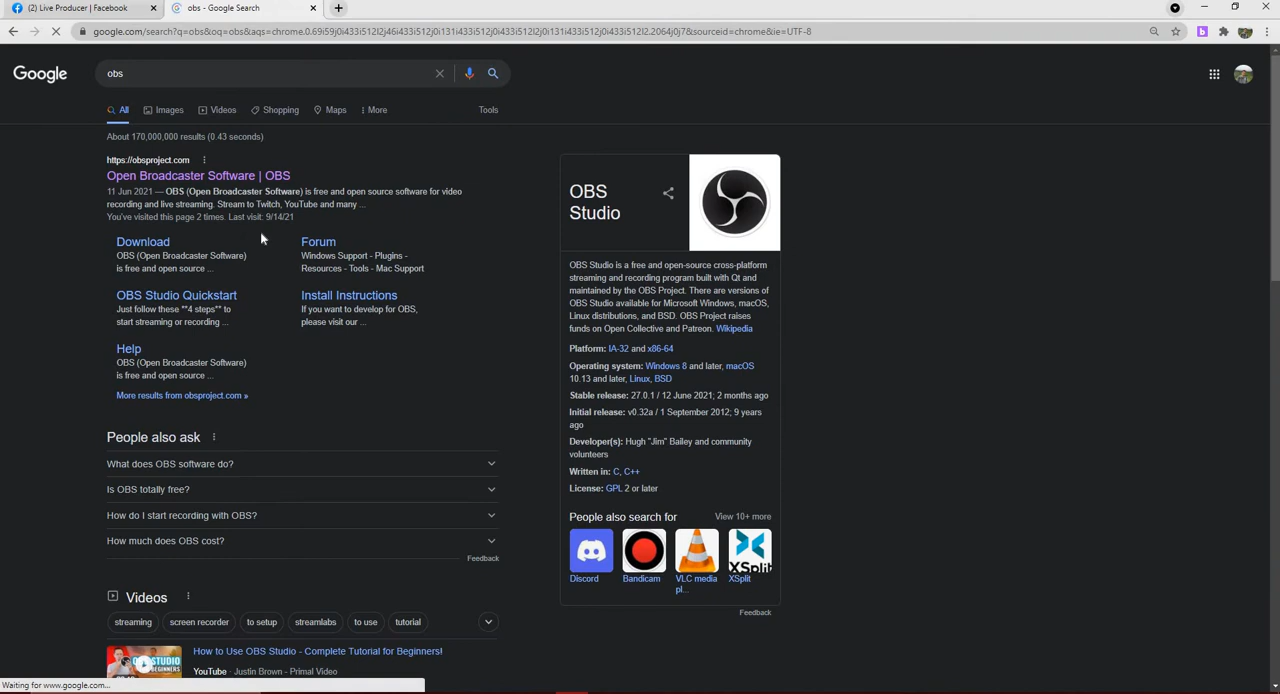 (2) Live Producer | Facebook
obs - Google Search
google.com/search?q=obs&oq=obs&aqs=chrome.0.69i59j0i433i512l2j46i433i512j0i512j0i131i433i512j0i512j0i131i433i512j0i512l2.2064j0j7&sourceid=chrome&ie=UTF-8
Google
obs
All
Images
Videos
Shopping
Maps
More
Tools
About 170,000,000 results (0.43 seconds)
https://obsproject.com
Open Broadcaster Software | OBS
11 Jun 2021 — OBS (Open Broadcaster Software) is free and open source software for video
recording and live streaming. Stream to Twitch, YouTube and many ...
You've visited this page 2 times. Last visit: 9/14/21
Download
OBS (Open Broadcaster Software)
is free and open source ...
Forum
Windows Support - Plugins -
Resources - Tools - Mac Support
OBS Studio Quickstart
Just follow these **4 steps** to
start streaming or recording ...
Install Instructions
If you want to develop for OBS,
please visit our ...
Help
OBS (Open Broadcaster Software)
is free and open source ...
More results from obsproject.com »
People also ask
What does OBS software do?
Is OBS totally free?
How do I start recording with OBS?
How much does OBS cost?
Feedback
Videos
streaming
screen recorder
to setup
streamlabs
to use
tutorial
How to Use OBS Studio - Complete Tutorial for Beginners!
YouTube · Justin Brown - Primal Video
OBS
Studio
OBS Studio is a free and open-source cross-platform
streaming and recording program built with Qt and
maintained by the OBS Project. There are versions of
OBS Studio available for Microsoft Windows, macOS,
Linux distributions, and BSD. OBS Project raises
funds on Open Collective and Patreon. Wikipedia
Platform: IA-32 and x86-64
Operating system: Windows 8 and later, macOS
10.13 and later, Linux, BSD
Stable release: 27.0.1 / 12 June 2021; 2 months ago
Initial release: v0.32a / 1 September 2012; 9 years
ago
Developer(s): Hugh "Jim" Bailey and community
volunteers
Written in: C, C++
License: GPL 2 or later
People also search for
View 10+ more
XSplit
Discord
Bandicam
VLC media
pl...
XSplit
Feedback
Waiting for www.google.com...